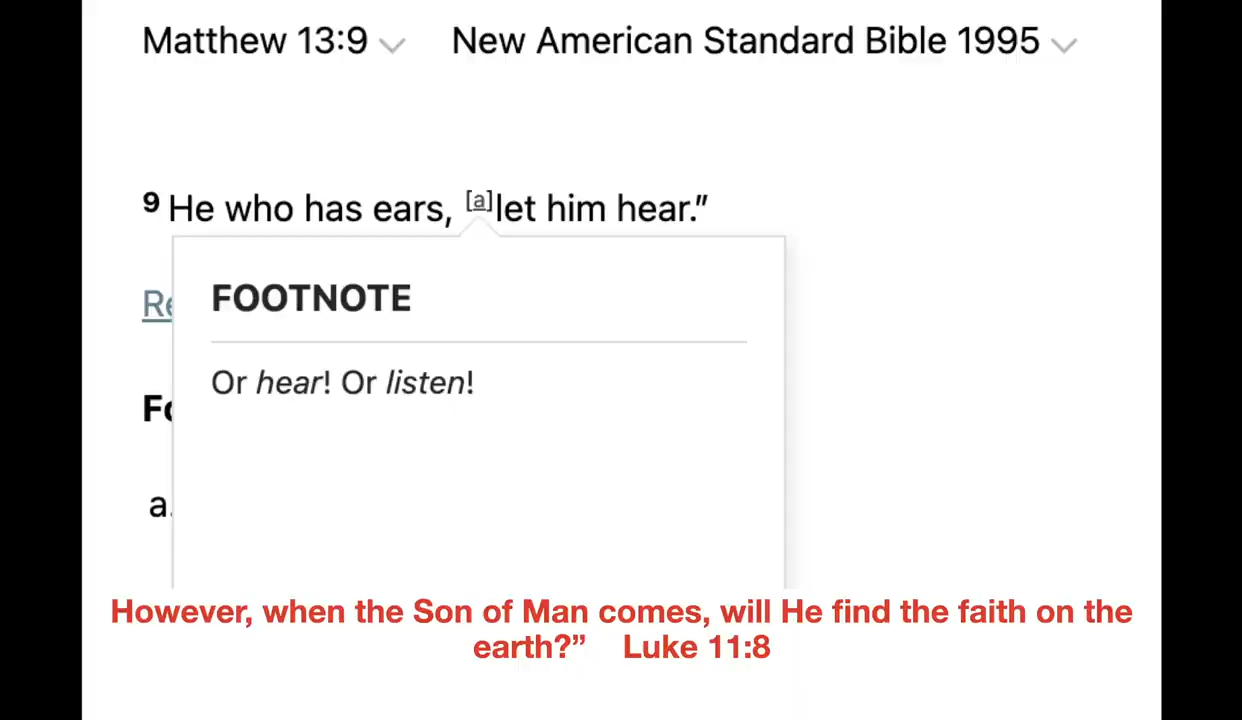 Matthew 13:9 New American Standard Bible 1995
9 He who has ears, [a]let him hear.”
Re
FOOTNOTE
Or hear! Or listen!
Fo
a.
However, when the Son of Man comes, will He find the faith on the
earth?” Luke 11:8